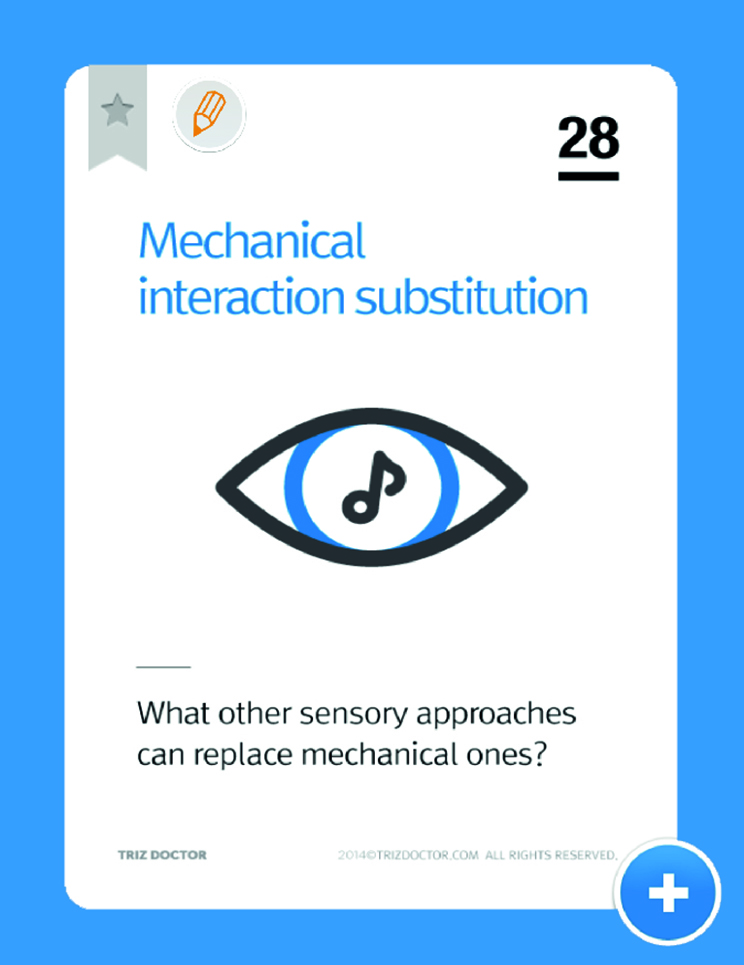 28
Mechanical
interaction substitution
What other sensory approaches
can replace mechanical ones?
TRIZ DOCTOR
2014©TRIZDOCTOR.COM ALL RIGHTS RESERVED.